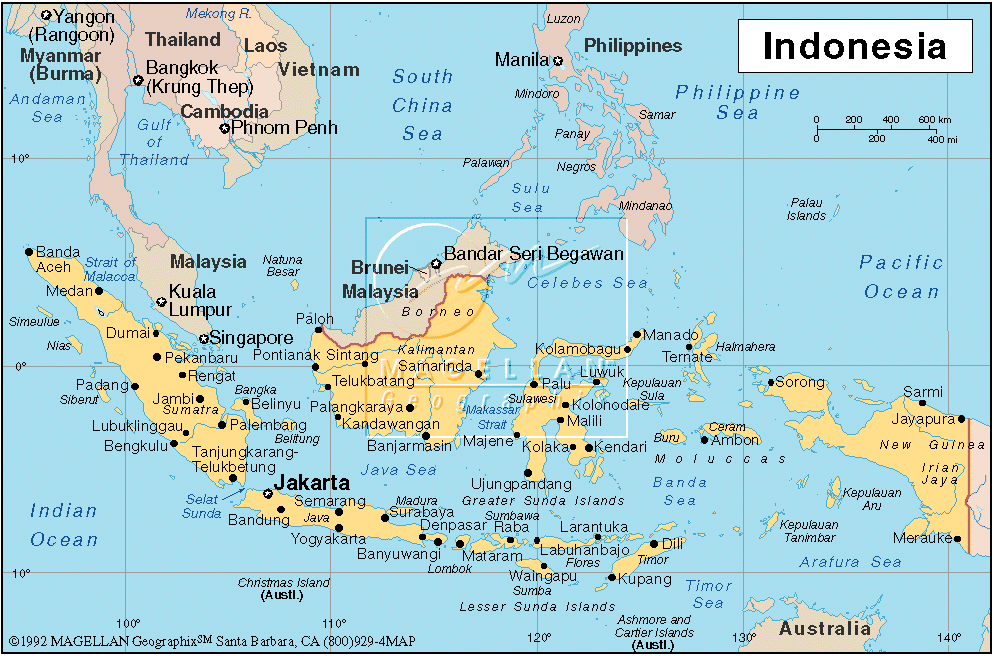 Indonesia
Yangon
(Rangoon)
Mekong R.
Luzon
Thailand
Laos
Philippines
Myanmar
(Burma)
Vietnam
Manila
Bangkok
(Krung Thep)
South
China
Sea
Philippine
Sea
Andaman
Sea
Mindoro
Cambodia
Samar
0 200 400 600 km
0 200 400 mi
Gulf
of
Thailand
Phnom Penh
Panay
10°
Palawan
Negros
Sulu
Sea
Mindanao
Palau
Islands
Banda
Aceh
Strait of
Malacca
Malaysia
Natuna
Besar
Brunei
Bandar Seri Begawan
Pacific
Ocean
Medan
Kuala
Lumpur
Malaysia
Celebes Sea
Simeulue
Borneo
Paloh
Dumai
Singapore
Manado
Nias
Kalimantan
Kolamobagu
Ternate
Halmahera
Pekanbaru
Pontianak
Sintang
0°
Samarinda
MAGELLAN
Geographix
Luwuk
Rengat
Telukbatang
Palu
Kepulauan
Sula
Sorong
Padang
Siberut
Bangka
Sulawesi
Jambi
Sumatra
Belinyu
Palangkaraya
Makassar
Strait
Kolonodale
Sarmi
Lubuklinggau
Palembang
Kandawangan
Malili
Jayapura
Bengkulu
Belitung
Banjarmasin
Majene
Kolaka
Kendari
Buru
Ceram
Ambon
New Guinea
Tanjungkarang-
Telukbetung
Java Sea
Moluccas
Irian
Jaya
Jakarta
Ujungpandang
Banda
Sea
Selat
Sunda
Semarang
Madura
Greater Sunda Islands
Kepulauan
Aru
Indian
Ocean
Bandung
Java
Surabaya
Sumbawa
Denpasar
Raba
Larantuka
Kepulauan
Tanimbar
Yogyakarta
Banyuwangi
Mataram
Labuhanbajo
Dili
Merauke
Lombok
Flores
Timor
Arafura Sea
10°
Christmas Island
(Austl.)
Waingapu
Sumba
Kupang
Timor
Sea
Lesser Sunda Islands
Ashmore and
Cartier Islands
(Austl.)
Australia
100°
110°
120°
130°
140°
©1992 MAGELLAN Geographix℠ Santa Barbara, CA (800)929-4MAP